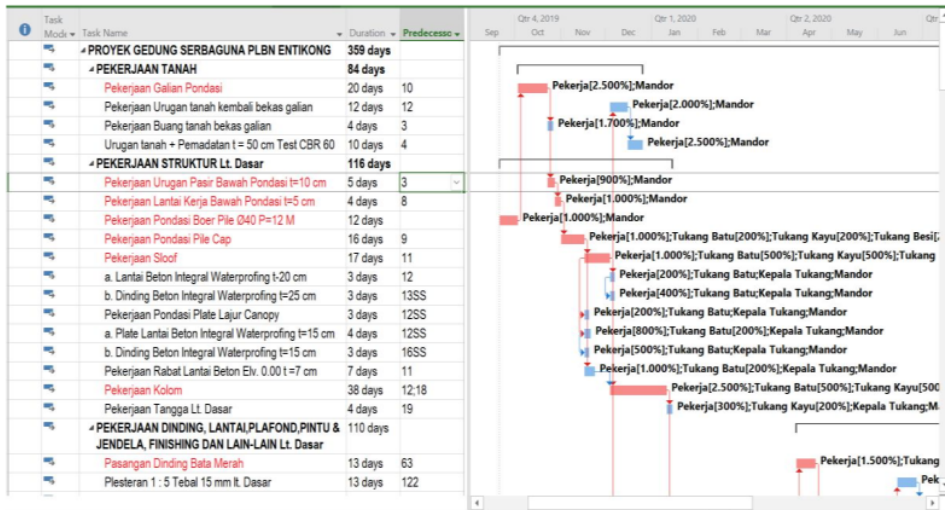 Task Mode Task Name Duration Predecesso
Qtr 4, 2019 Qtr 1, 2020 Qtr 2, 2020 Qtr
Sep Oct Nov Dec Jan Feb Mar Apr May Jun
PROYEK GEDUNG SERBAGUNA PLBN ENTIKONG 359 days
PEKERJAAN TANAH 84 days
Pekerjaan Galian Pondasi 20 days 10 Pekerja[2.500%];Mandor
Pekerjaan Urugan tanah kembali bekas galian 12 days 12 Pekerja[2.000%];Mandor
Pekerjaan Buang tanah bekas galian 4 days 3 Pekerja[1.700%];Mandor
Urugan tanah + Pemadatan t = 50 cm Test CBR 60 10 days 4 Pekerja[2.500%];Mandor
PEKERJAAN STRUKTUR Lt. Dasar 116 days
Pekerjaan Urugan Pasir Bawah Pondasi t=10 cm 5 days 3 Pekerja[900%];Mandor
Pekerjaan Lantai Kerja Bawah Pondasi t=5 cm 4 days 8 Pekerja[1.000%];Mandor
Pekerjaan Pondasi Boer Pile Ø40 P=12 M 12 days Pekerja[1.000%];Mandor
Pekerjaan Pondasi Pile Cap 16 days 9 Pekerja[1.000%];Tukang Batu[200%];Tukang Kayu[200%];Tukang Besi[2
Pekerjaan Sloof 17 days 11 Pekerja[1.000%];Tukang Batu[500%];Tukang Kayu[500%];Tukang
a. Lantai Beton Integral Waterprofing t-20 cm 3 days 12 Pekerja[200%];Tukang Batu;Kepala Tukang;Mandor
b. Dinding Beton Integral Waterprofing t=25 cm 3 days 13SS Pekerja[400%];Tukang Batu;Kepala Tukang;Mandor
Pekerjaan Pondasi Plate Lajur Canopy 3 days 12SS Pekerja[200%];Tukang Batu;Kepala Tukang;Mandor
a. Plate Lantai Beton Integral Waterprofing t=15 cm 4 days 12SS Pekerja[800%];Tukang Batu[200%];Kepala Tukang;Mandor
b. Dinding Beton Integral Waterprofing t=15 cm 3 days 16SS Pekerja[500%];Tukang Batu;Kepala Tukang;Mandor
Pekerjaan Rabat Lantai Beton Elv. 0.00 t =7 cm 7 days 11 Pekerja[1.000%];Tukang Batu[200%];Kepala Tukang;Mandor
Pekerjaan Kolom 38 days 12;18 Pekerja[2.500%];Tukang Batu[500%];Tukang Kayu[500
Pekerjaan Tangga Lt. Dasar 4 days 19 Pekerja[300%];Tukang Kayu[200%];Kepala Tukang;M
PEKERJAAN DINDING, LANTAI,PLAFOND,PINTU & 110 days
JENDELA, FINISHING DAN LAIN-LAIN Lt. Dasar
Pasangan Dinding Bata Merah 13 days 63 Pekerja[1.500%];Tukang
Plesteran 1 : 5 Tebal 15 mm lt. Dasar 13 days 122 Pek